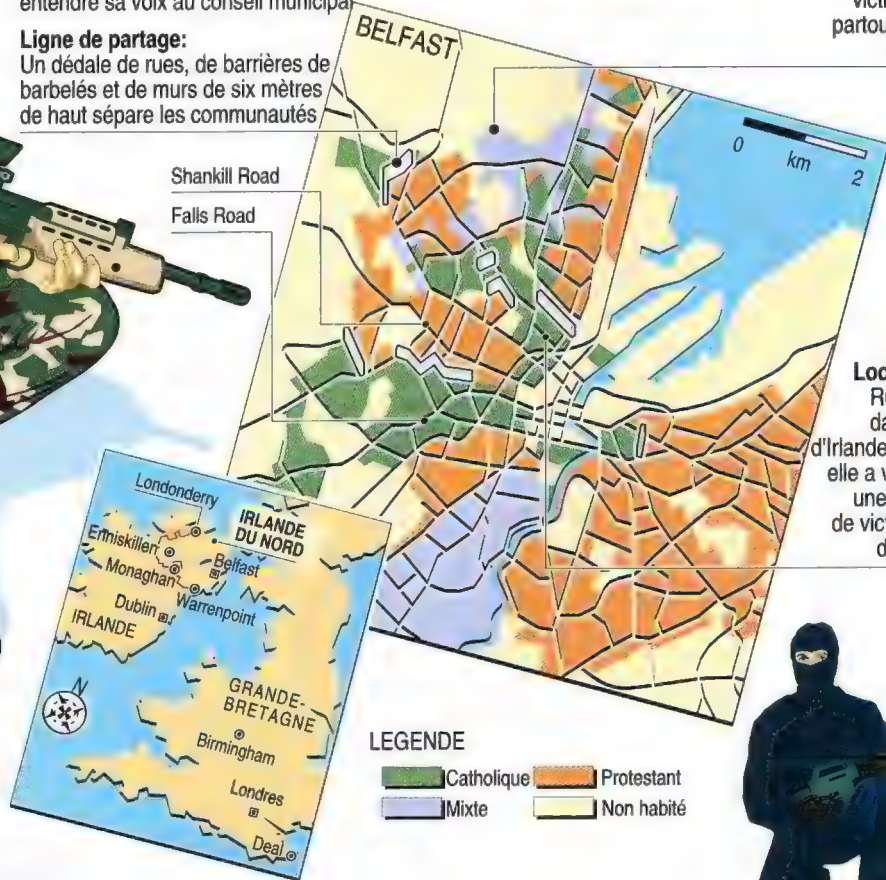 entendre sa voix au conseil municipal
Ligne de partage:
Un dédale de rues, de barrières de
barbelés et de murs de six mètres
de haut sépare les communautés
Shankill Road
Falls Road
BELFAST
partou
0 km 2
Loc
d'Irlande
elle a v
une
de vict
d
Londonderry
IRLANDE
DU NORD
Enniskillen
Monaghan
Belfast
Dublin
Warrenpoint
IRLANDE
N
GRANDE-
BRETAGNE
Birmingham
Londres
Deal
LEGENDE
Catholique
Protestant
Mixte
Non habité